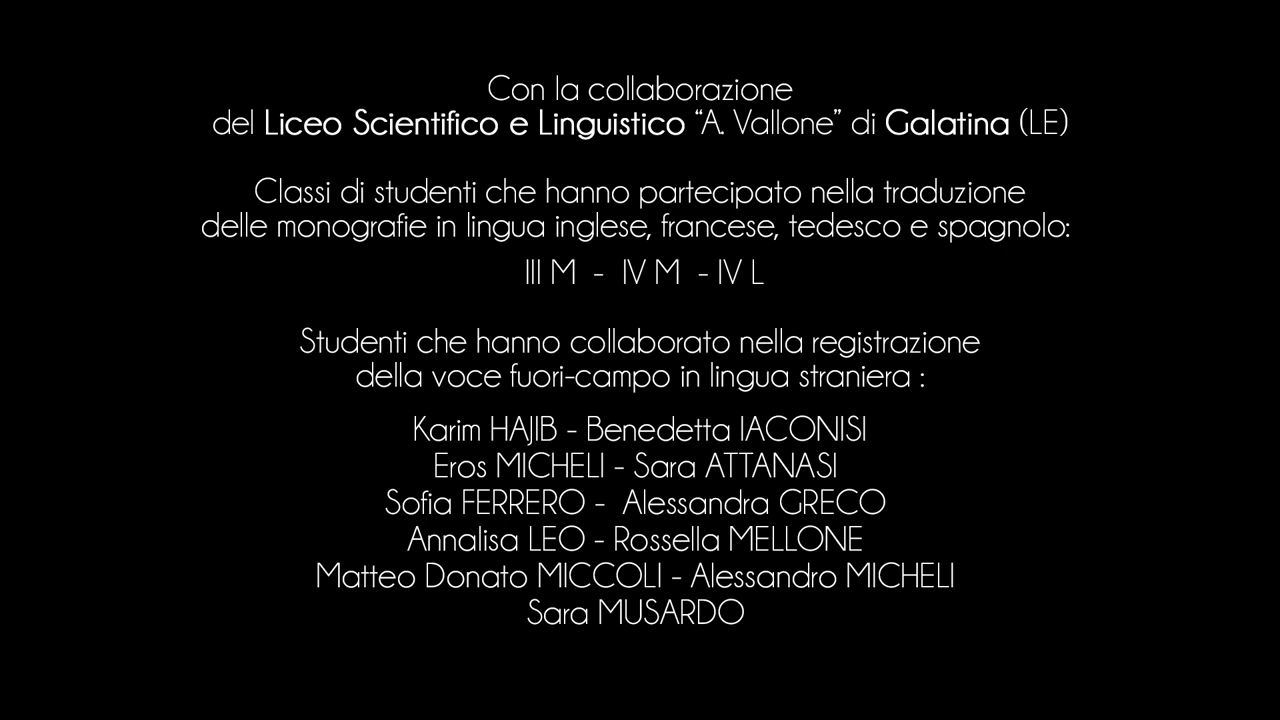 Con la collaborazione
del Liceo Scientifico e Linguistico “A. Vallone” di Galatina (LE)
Classi di studenti che hanno partecipato nella traduzione
delle monografie in lingua inglese, francese, tedesco e spagnolo:
III M - IV M - IV L
Studenti che hanno collaborato nella registrazione
della voce fuori-campo in lingua straniera :
Karim HAJIB - Benedetta IACONISI
Eros MICHELI - Sara ATTANASI
Sofia FERRERO - Alessandra GRECO
Annalisa LEO - Rossella MELLONE
Matteo Donato MICCOLI - Alessandro MICHELI
Sara MUSARDO